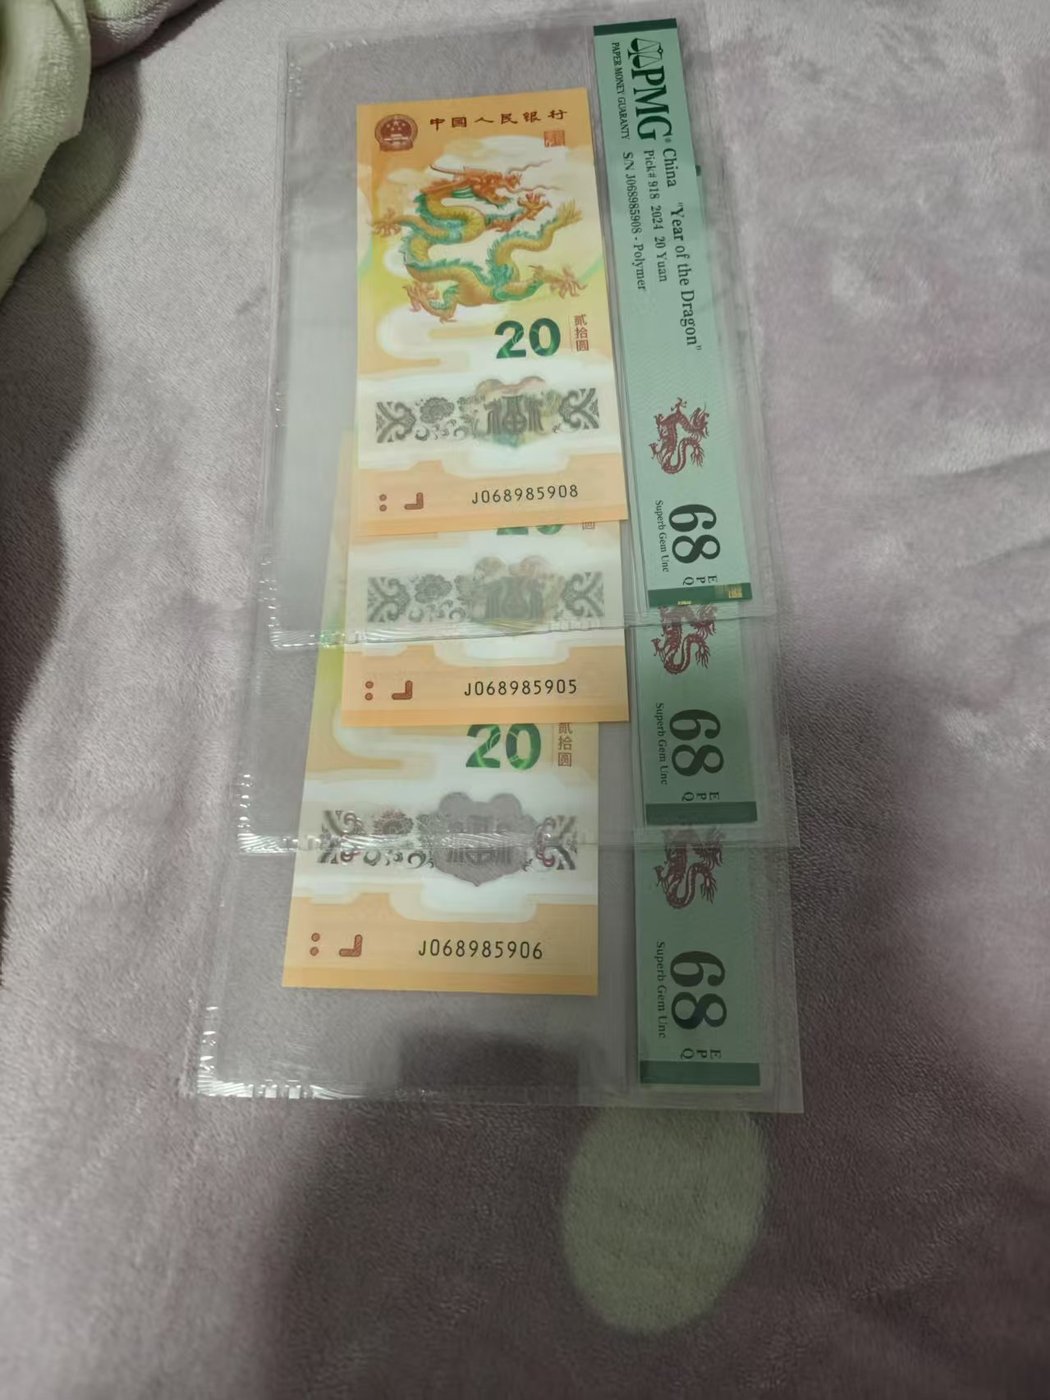 中國人民银行
20
贰拾圆
J068985908
PMG
PAPER MONEY GUARANTY
China "Year of the Dragon"
Pick# 918 2024 20 Yuan
S/N J068985908 - Polymer
68
EPQ
Superb Gem Unc
20
J068985905
68
EPQ
Superb Gem Unc
20
贰拾圆
J068985906
68
EPQ
Superb Gem Unc